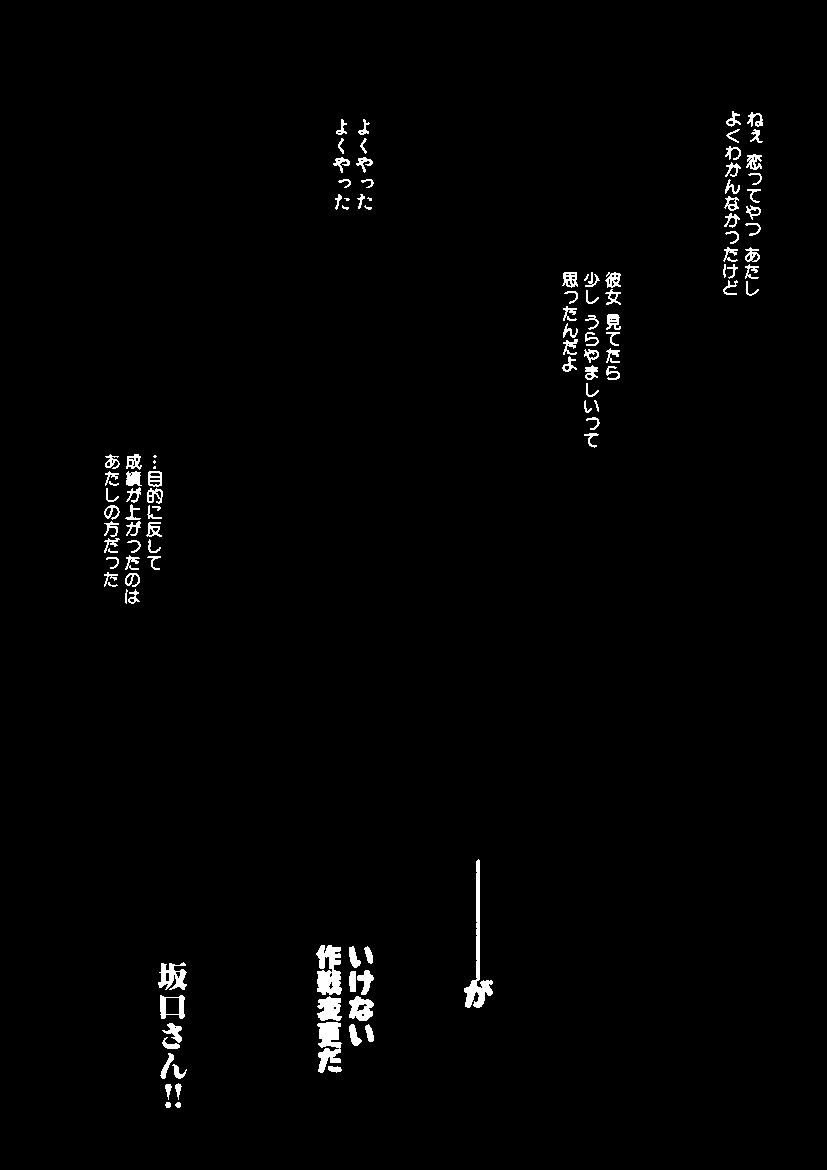 ねぇ 恋ってやつ あたし
よくわかんなかったけど
彼女 見てたら
少し うらやましいって
思ったんだよ
よくやった
よくやった
…目的に反して
成績が上がったのは
あたしの方だった
――が
いけない
作戦変更だ
坂口さん!!